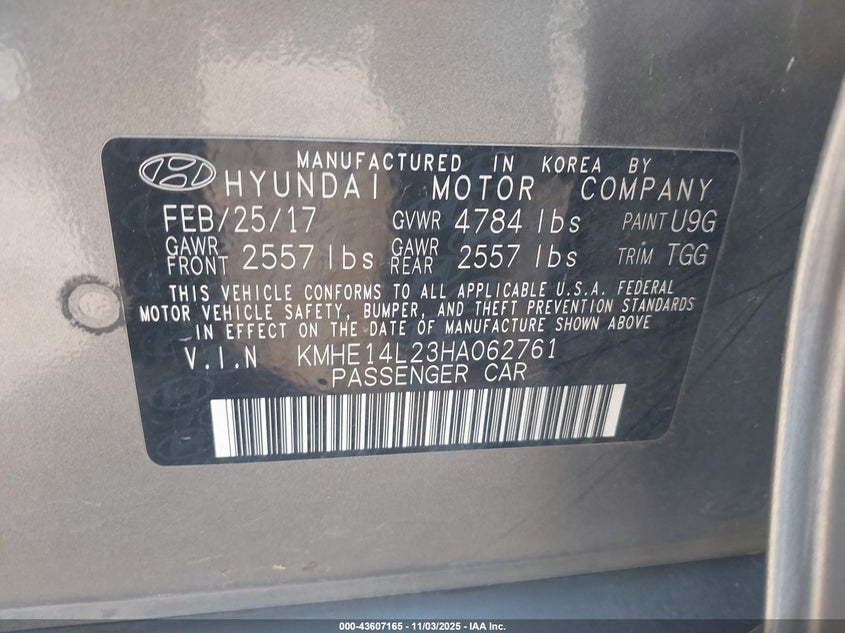 MANUFACTURED IN KOREA BY
HYUNDAI MOTOR COMPANY
FEB/25/17 GVWR 4784 lbs PAINT U9G
GAWR FRONT 2557 lbs GAWR REAR 2557 lbs TRIM TGG
THIS VEHICLE CONFORMS TO ALL APPLICABLE U.S.A. FEDERAL
MOTOR VEHICLE SAFETY, BUMPER, AND THEFT PREVENTION STANDARDS
IN EFFECT ON THE DATE OF MANUFACTURE SHOWN ABOVE
V.I.N KMHE14L23HA062761
PASSENGER CAR
000-43607165 - 11/03/2025 - IAA Inc.